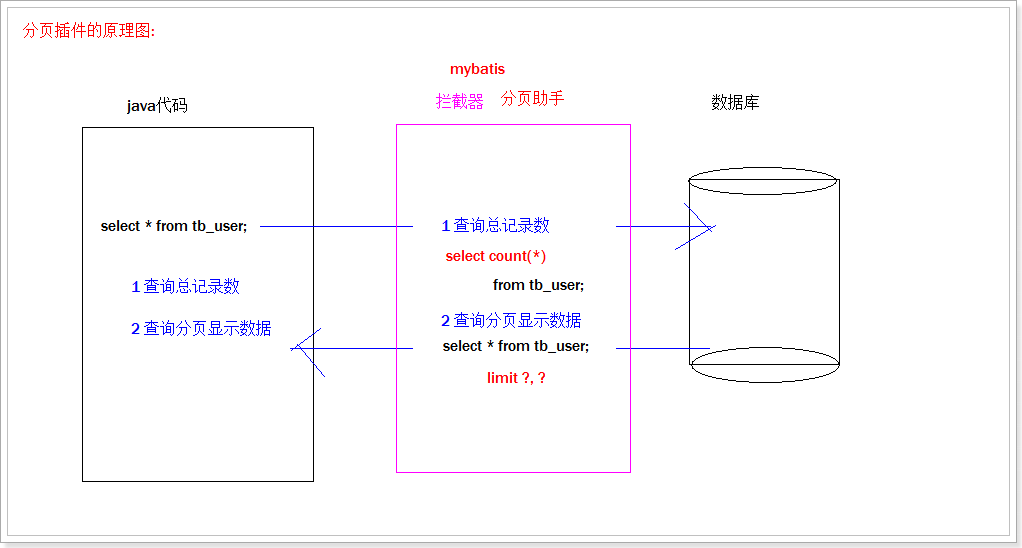 分页插件的原理图:
mybatis
java代码
拦截器 分页助手
数据库
select * from tb_user;
1 查询总记录数
2 查询分页显示数据
1 查询总记录数
select count(*)
from tb_user;
2 查询分页显示数据
select * from tb_user;
limit ?, ?